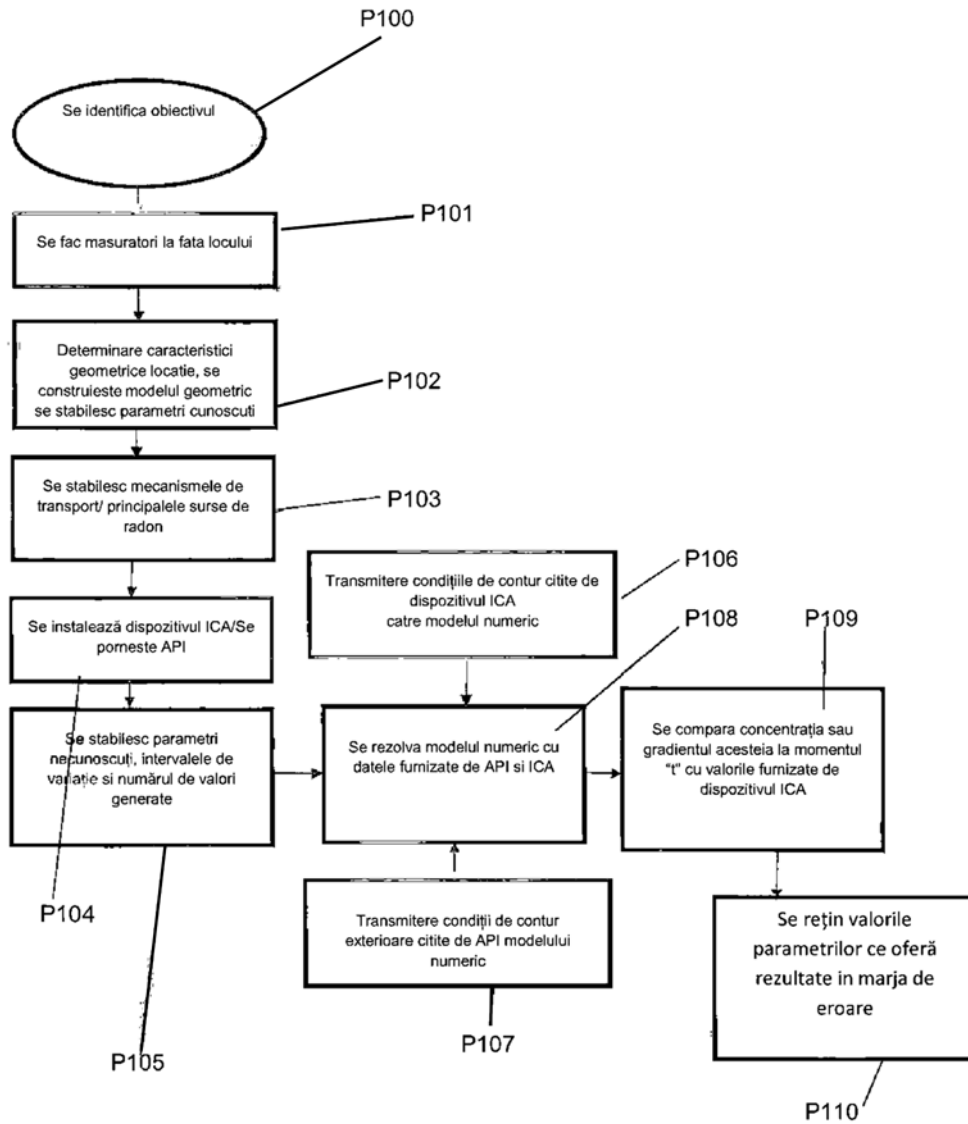 P100
Se identifica obiectivul
P101
Se fac masuratori la fata locului
Determinare caracteristici
geometrice locatie, se
construieste modelul geometric
se stabilesc parametri cunoscuti
P102
Se stabilesc mecanismele de
transport/ principalele surse de
radon
P103
Se instalează dispozitivul ICA/Se
porneste API
P104
Se stabilesc parametri
necunoscuți, intervalele de
variație si numărul de valori
generate
P105
Transmitere condițiile de contur citite de
dispozitivul ICA
catre modelul numeric
P106
Se rezolva modelul numeric cu
datele furnizate de API si ICA
P108
Transmitere condiții de contur
exterioare citite de API modelului
numeric
P107
Se compara concentrația sau
gradientul acesteia la momentul
“t” cu valorile furnizate de
dispozitivul ICA
P109
Se rețin valorile
parametrilor ce oferă
rezultate in marja de
eroare
P110